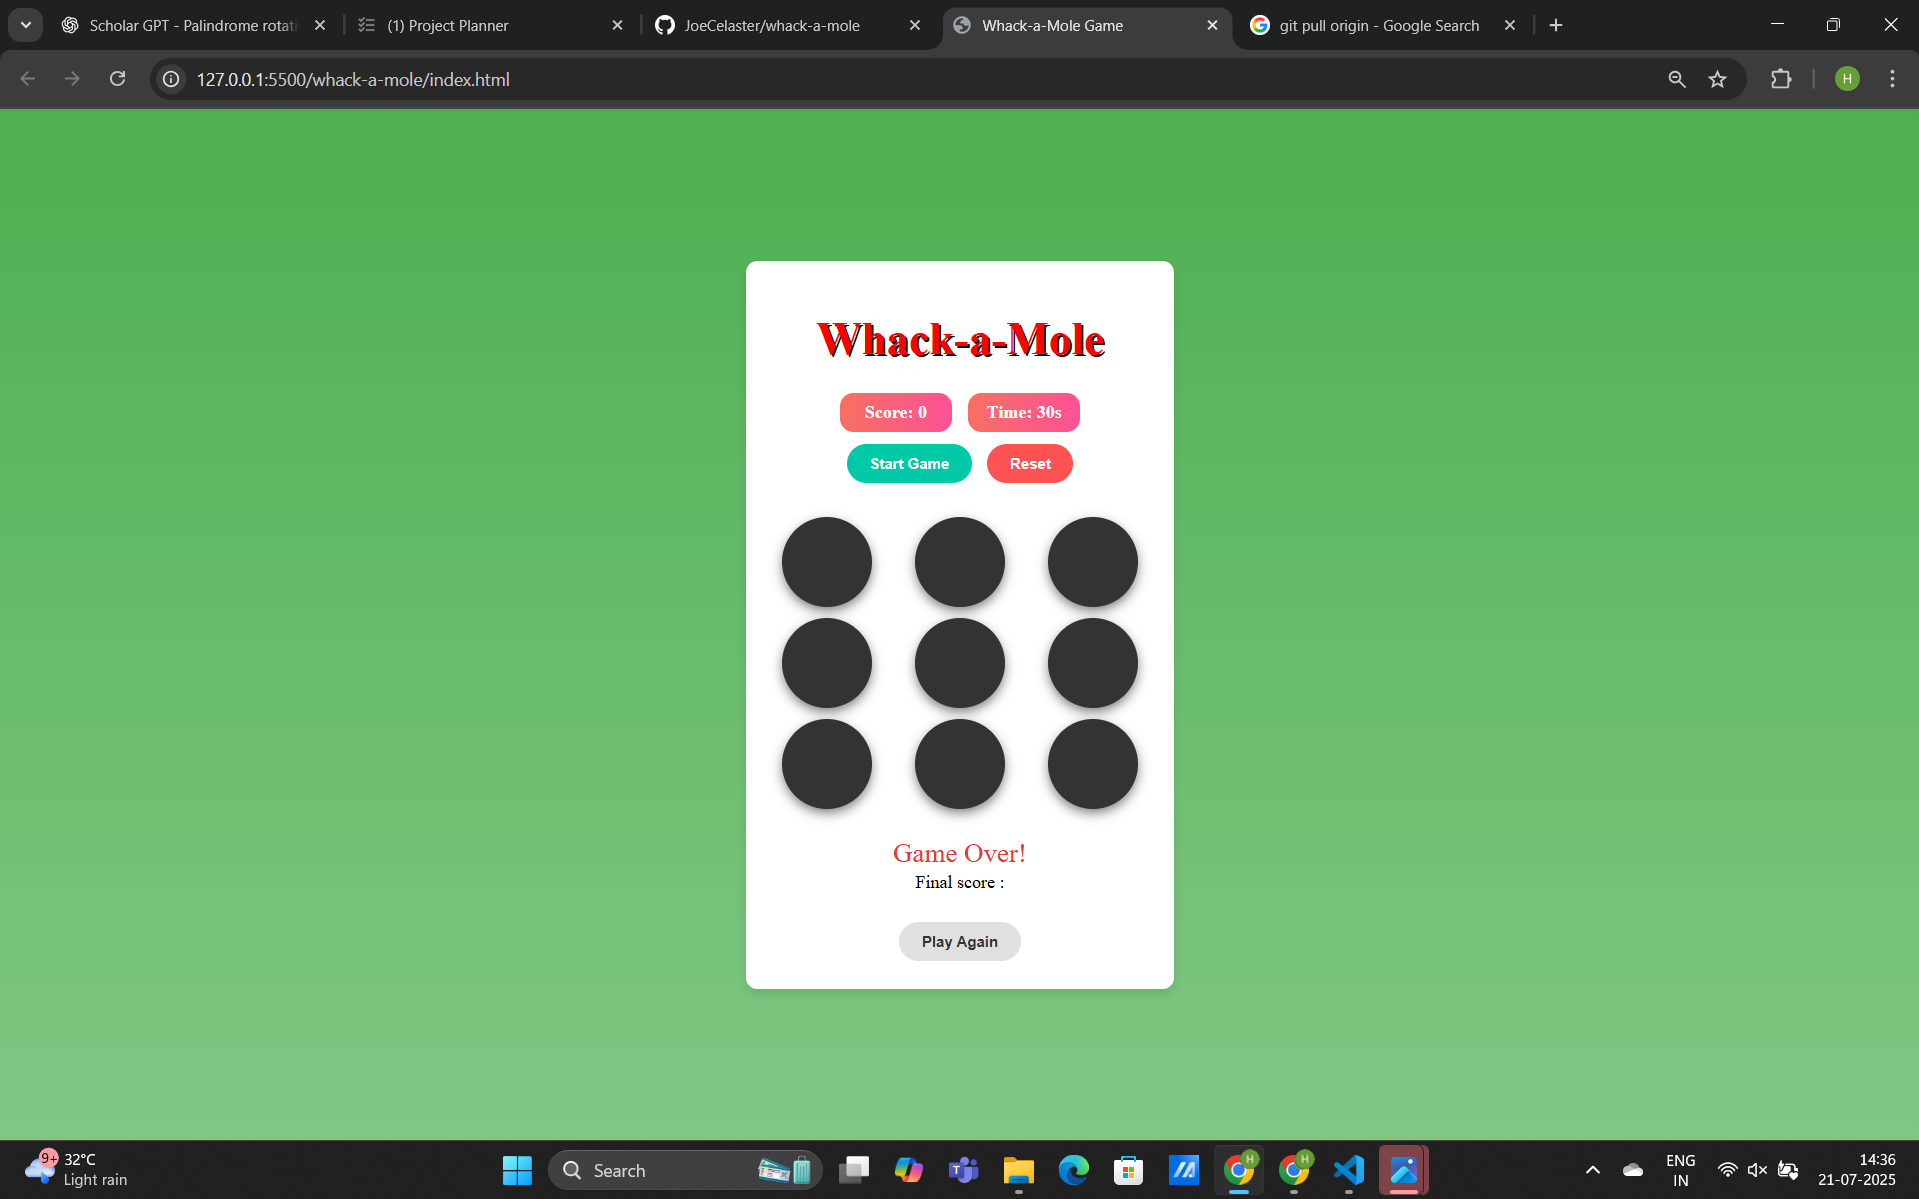 Scholar GPT - Palindrome rotati
(1) Project Planner
JoeCelaster/whack-a-mole
Whack-a-Mole Game
git pull origin - Google Search
127.0.0.1:5500/whack-a-mole/index.html
H
Whack-a-Mole
Score: 0
Time: 30s
Start Game
Reset
Game Over!
Final score :
Play Again
9+
32°C
Light rain
Search
H
H
ENG
IN
14:36
21-07-2025